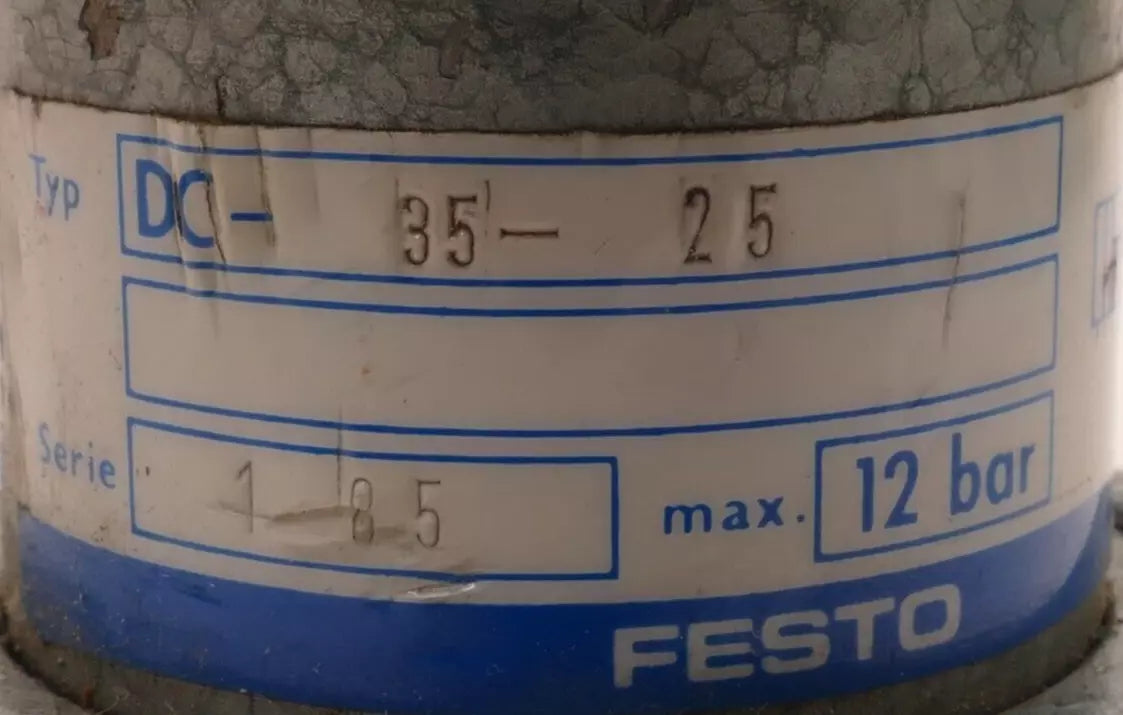 Typ DC- 35- 25
Serie 1 85 max. 12 bar
FESTO